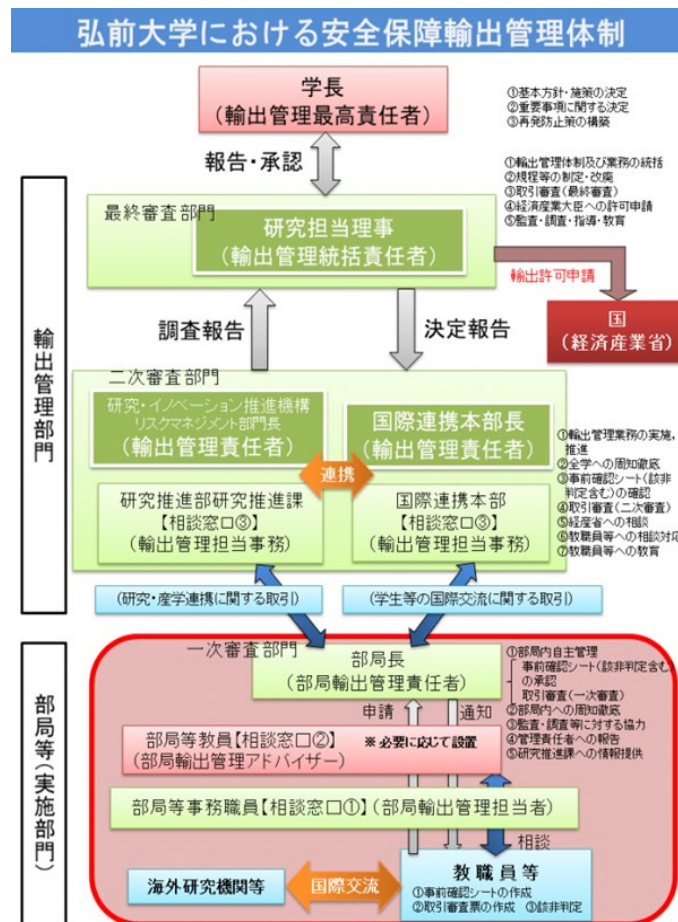 弘前大学における安全保障輸出管理体制
学長
(輸出管理最高責任者)
①基本方針・施策の決定
②重要事項に関する決定
③再発防止策の構築
報告・承認
①輸出管理体制及び業務の統括
②規程等の制定・改廃
③取引審査(最終審査)
④経済産業大臣への許可申請
⑤監査・調査・指導・教育
輸出管理部門
最終審査部門
研究担当理事
(輸出管理統括責任者)
輸出許可申請
国
(経済産業省)
調査報告
決定報告
二次審査部門
研究・イノベーション推進機構
リスクマネジメント部門長
(輸出管理責任者)
国際連携本部長
(輸出管理責任者)
連携
研究推進部研究推進課
【相談窓口③】
(輸出管理担当事務)
国際連携本部
【相談窓口③】
(輸出管理担当事務)
①輸出管理業務の実施,
推進
②全学への周知徹底
③事前確認シート(該非
判定含む)の確認
④取引審査(二次審査)
⑤経産省への相談
⑥教職員等への相談対応
⑦教職員等への教育
(研究・産学連携に関する取引)
(学生等の国際交流に関する取引)
部局等(実施部門)
一次審査部門
部局長
(部局輸出管理責任者)
①部局内自主管理
事前確認シート(該非判定含む)
の承認
取引審査(一次審査)
②部局内への周知徹底
③監査・調査等に対する協力
④管理責任者への報告
⑤研究推進課への情報提供
申請
通知
部局等教員【相談窓口②】
※必要に応じて設置
(部局輸出管理アドバイザー)
部局等事務職員【相談窓口①】(部局輸出管理担当者)
相談
海外研究機関等
国際交流
教職員等
①事前確認シートの作成
②取引審査票の作成 ③該非判定